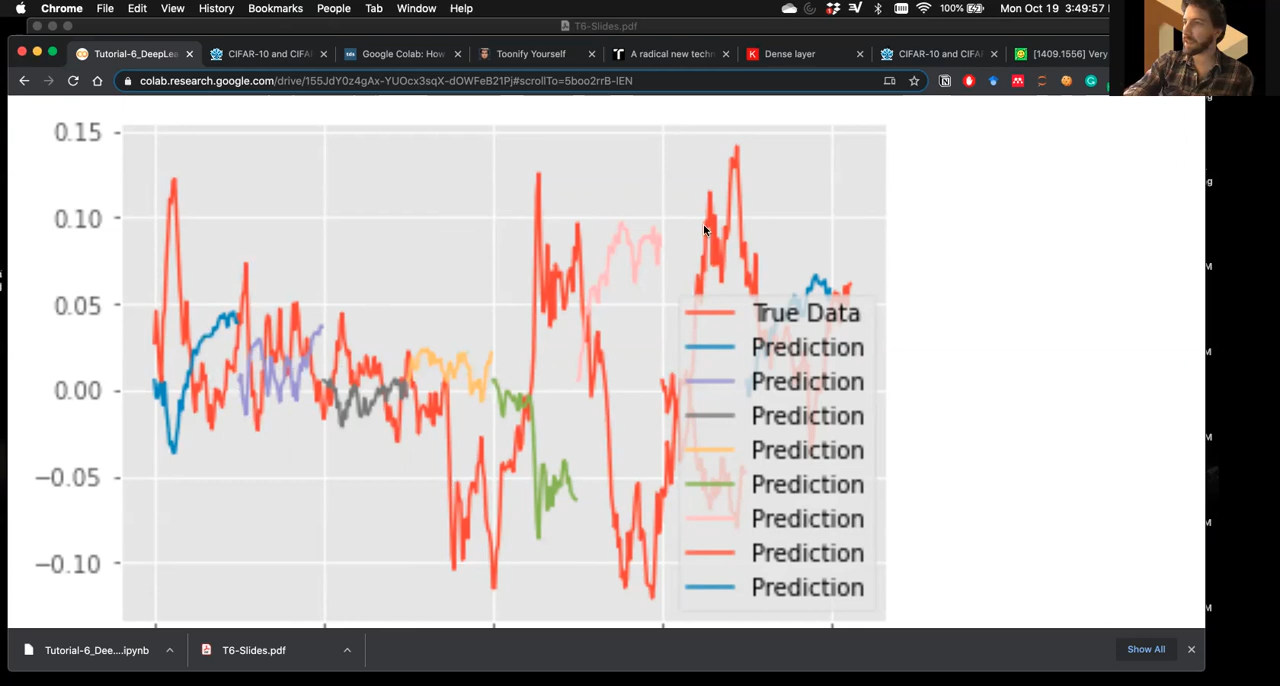 Chrome File Edit View History Bookmarks People Tab Window Help 100% Mon Oct 19 3:49:57
T6-Slides.pdf
Tutorial-6_DeepLea CIFAR-10 and CIFA Google Colab: How Toonify Yourself A radical new techn Dense layer CIFAR-10 and CIFA [1409.1556] Very
colab.research.google.com/drive/155JdY0z4gAx-YUOcx3sqX-dOWFeB21Pj#scrollTo=5boo2rrB-IEN
0.15
0.10
0.05
0.00
−0.05
−0.10
True Data
Prediction
Prediction
Prediction
Prediction
Prediction
Prediction
Prediction
Prediction
Tutorial-6_Dee....ipynb T6-Slides.pdf Show All